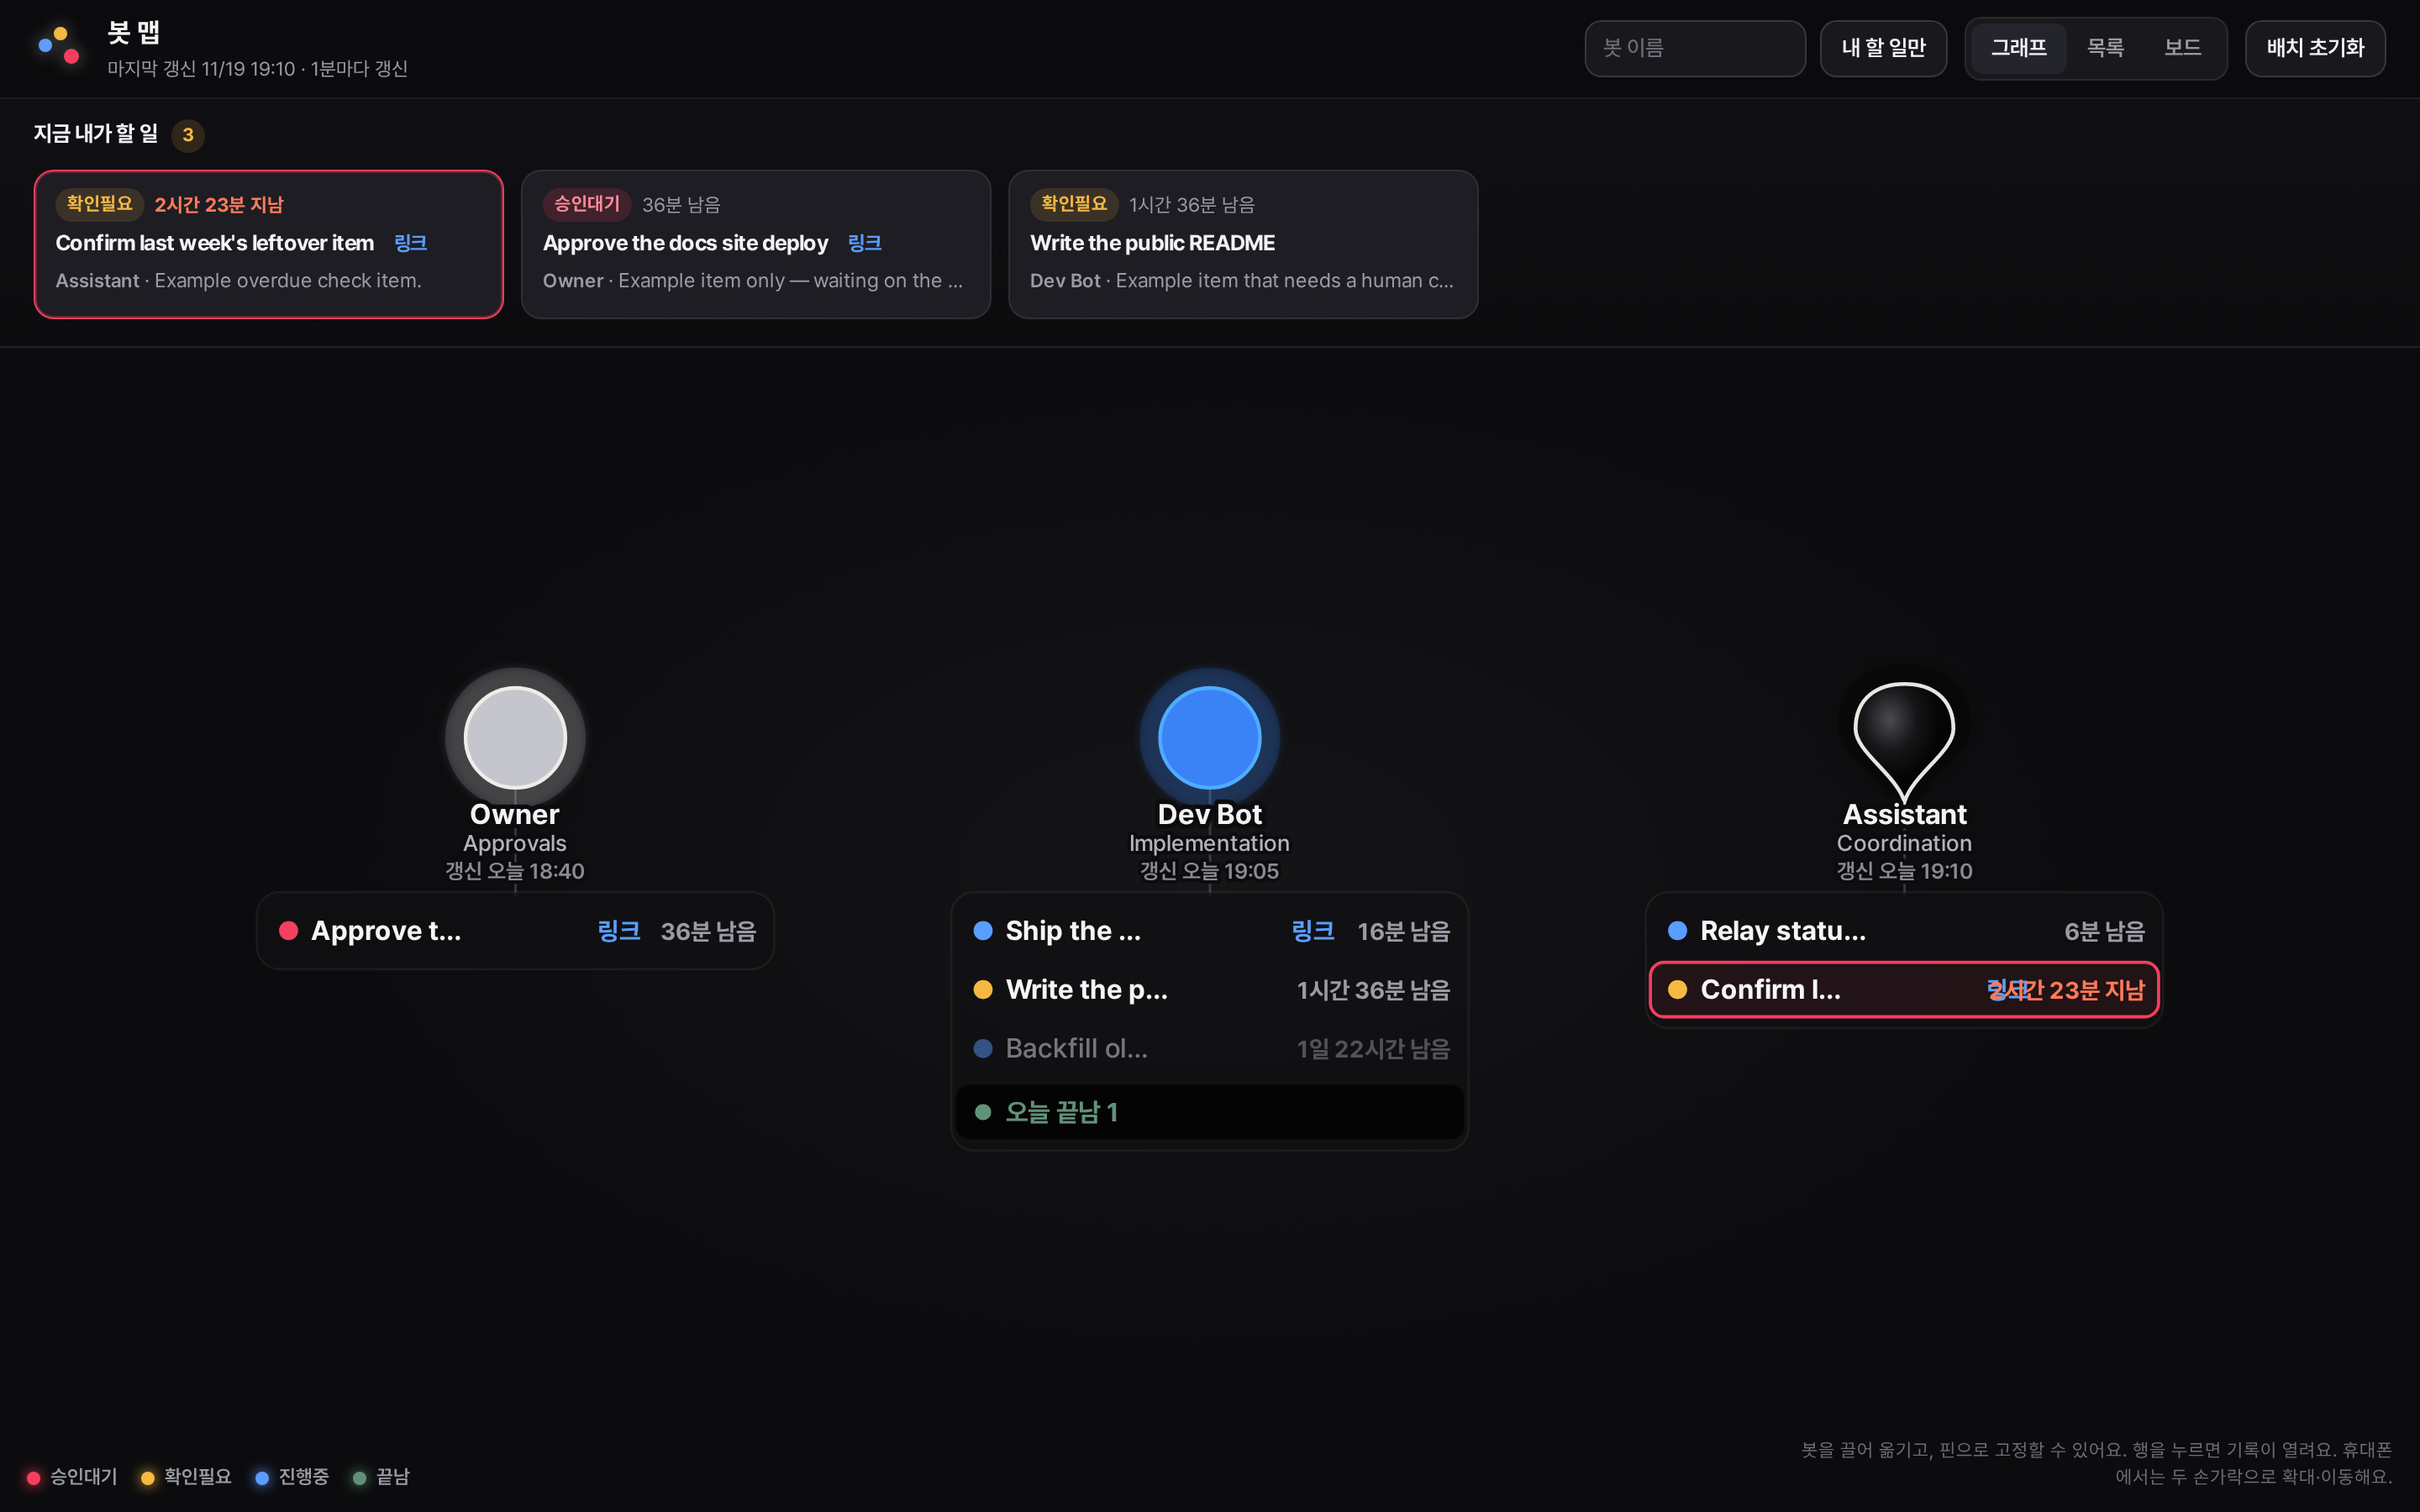 봇 맵
마지막 갱신 11/19 19:10 · 1분마다 갱신
봇 이름
내 할 일만
그래프
목록
보드
배치 초기화
지금 내가 할 일 3
확인필요 2시간 23분 지남
Confirm last week's leftover item 링크
Assistant · Example overdue check item.
승인대기 36분 남음
Approve the docs site deploy 링크
Owner · Example item only — waiting on the ...
확인필요 1시간 36분 남음
Write the public README
Dev Bot · Example item that needs a human c...
Owner
Approvals
갱신 오늘 18:40
Approve t... 링크 36분 남음
Dev Bot
Implementation
갱신 오늘 19:05
Ship the ... 링크 16분 남음
Write the p... 1시간 36분 남음
Backfill ol... 1일 22시간 남음
오늘 끝남 1
Assistant
Coordination
갱신 오늘 19:10
Relay statu... 6분 남음
Confirm l... 링크 2시간 23분 지남
승인대기 확인필요 진행중 끝남
봇을 끌어 옮기고, 핀으로 고정할 수 있어요. 행을 누르면 기록이 열려요. 휴대폰
에서는 두 손가락으로 확대·이동해요.